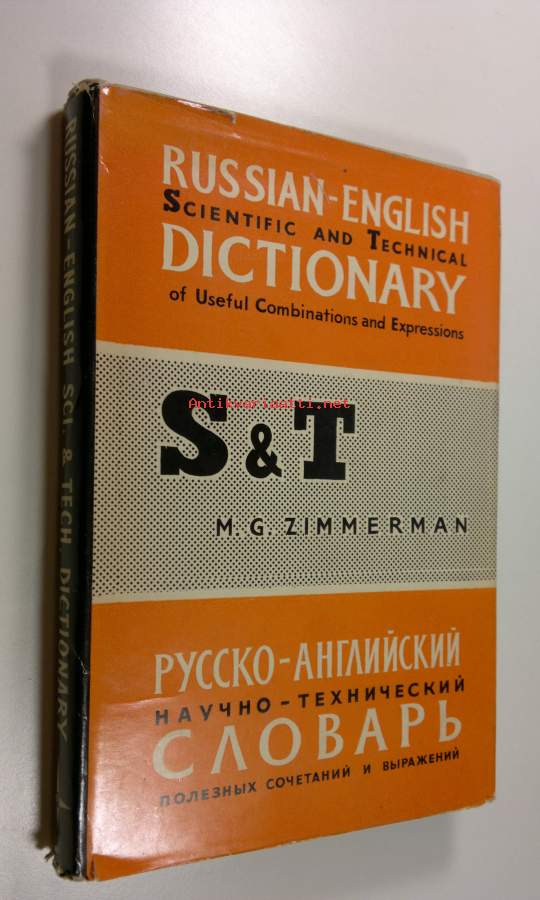 RUSSIAN-ENGLISH
SCIENTIFIC AND TECHNICAL
DICTIONARY
of Useful Combinations and Expressions
S&T
Antikvariaatti.net
M. G. ZIMMERMAN
РУССКО-АНГЛИЙСКИЙ
НАУЧНО-ТЕХНИЧЕСКИЙ
СЛОВАРЬ
ПОЛЕЗНЫХ СОЧЕТАНИЙ И ВЫРАЖЕНИЙ
RUSSIAN-ENGLISH SCI. & TECH. DICTIONARY